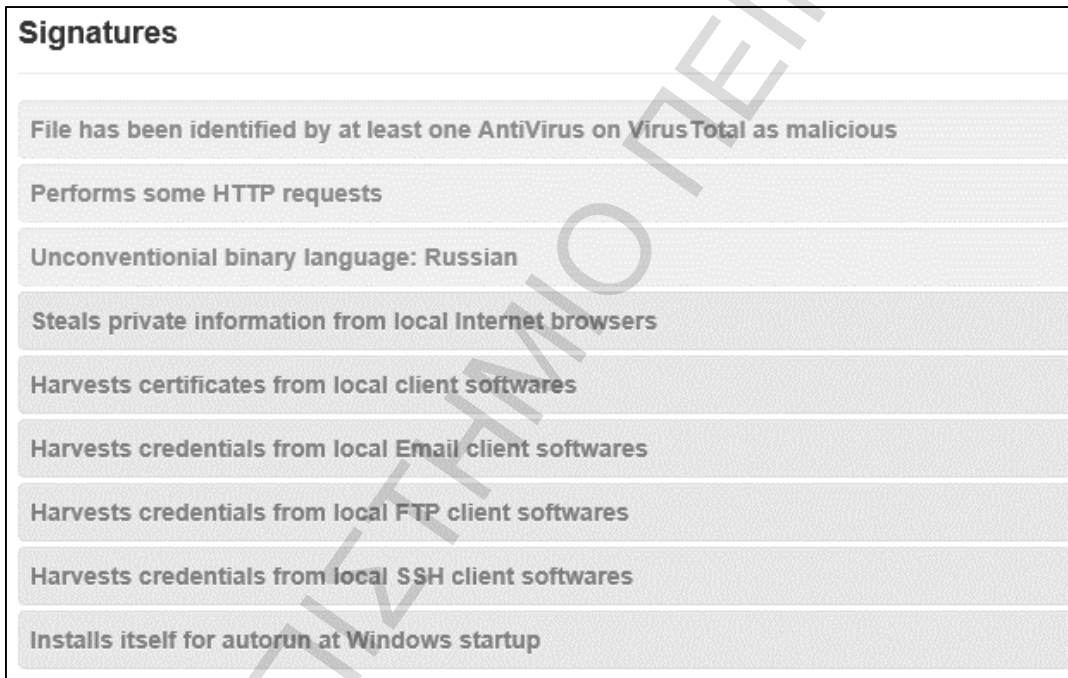 Signatures
File has been identified by at least one AntiVirus on VirusTotal as malicious
Performs some HTTP requests
Unconventionial binary language: Russian
Steals private information from local Internet browsers
Harvests certificates from local client softwares
Harvests credentials from local Email client softwares
Harvests credentials from local FTP client softwares
Harvests credentials from local SSH client softwares
Installs itself for autorun at Windows startup
ΠΙΣΤΗΜΙΟ ΠΕΙ